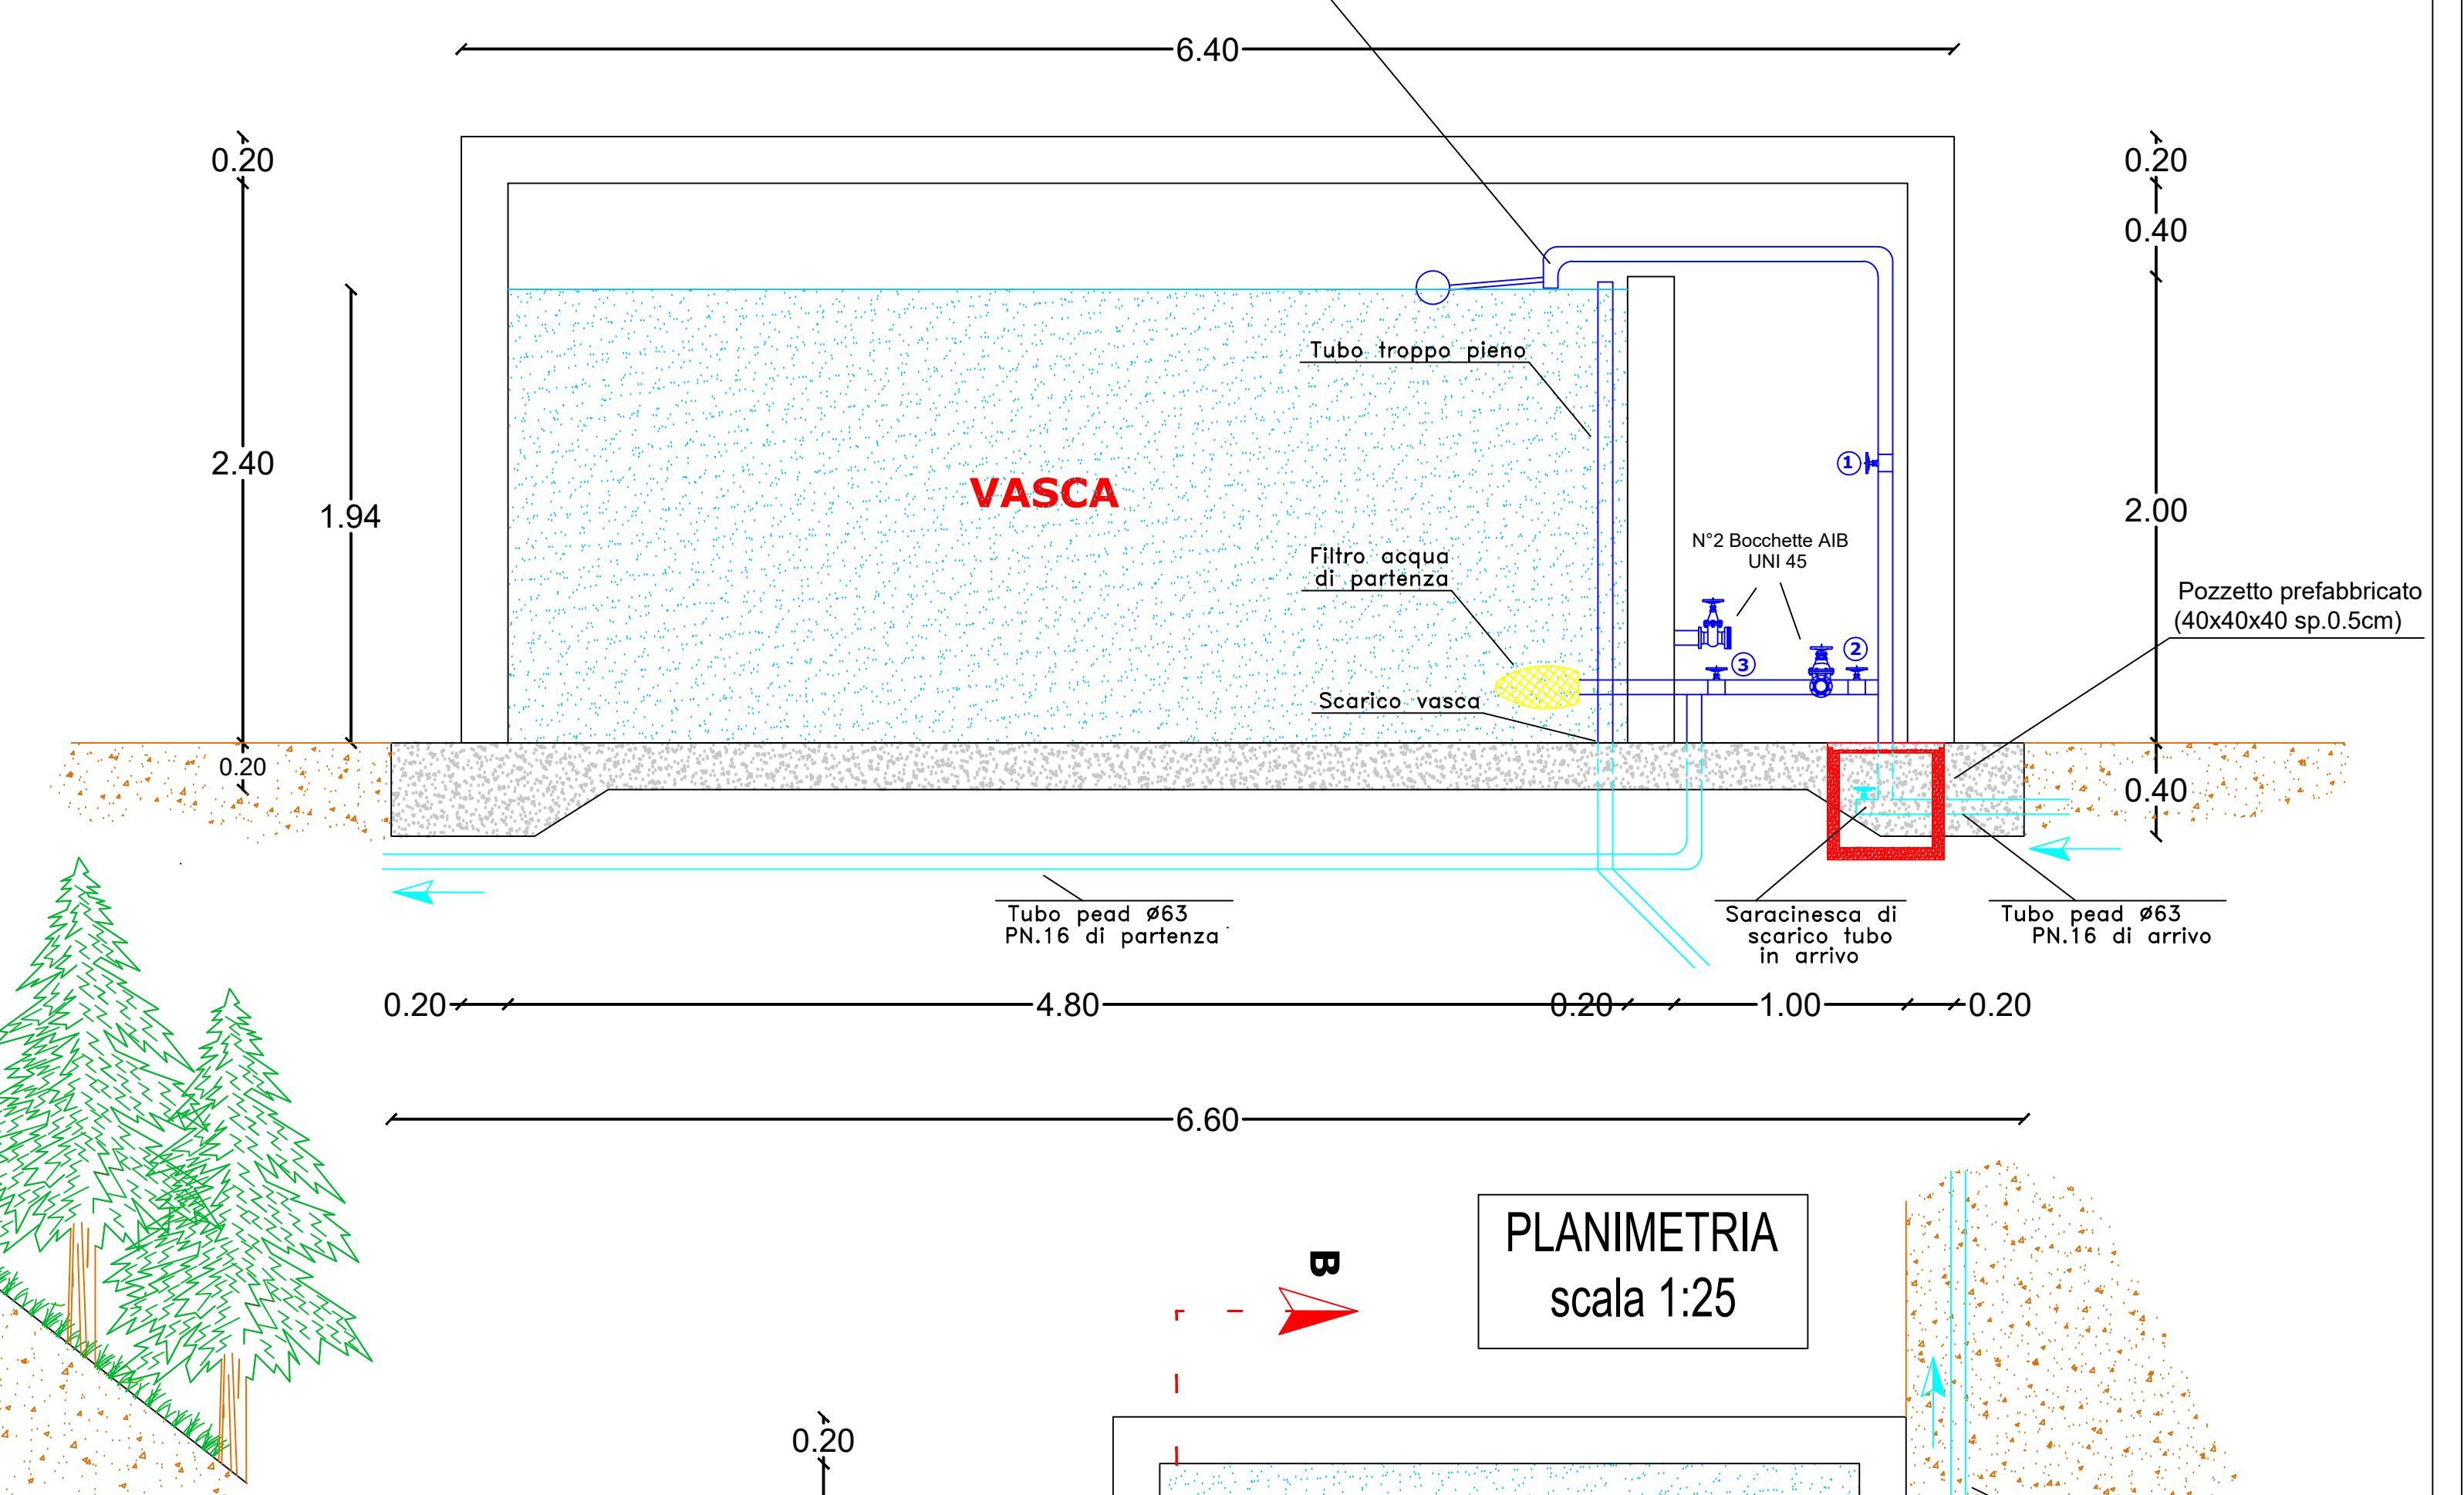 6.40
0.20
0.20
0.40
Tubo troppo pieno
2.40
1
VASCA
1.94
2.00
N°2 Bocchette AIB
UNI 45
Filtro acqua
di partenza
Pozzetto prefabbricato
(40x40x40 sp.0.5cm)
2
3
Scarico vasca
0.20
0.40
Tubo pead ø63
PN.16 di partenza
Saracinesca di
scarico tubo
in arrivo
Tubo pead ø63
PN.16 di arrivo
0.20
4.80
0.20
1.00
0.20
6.60
PLANIMETRIA
scala 1:25
B
0.20